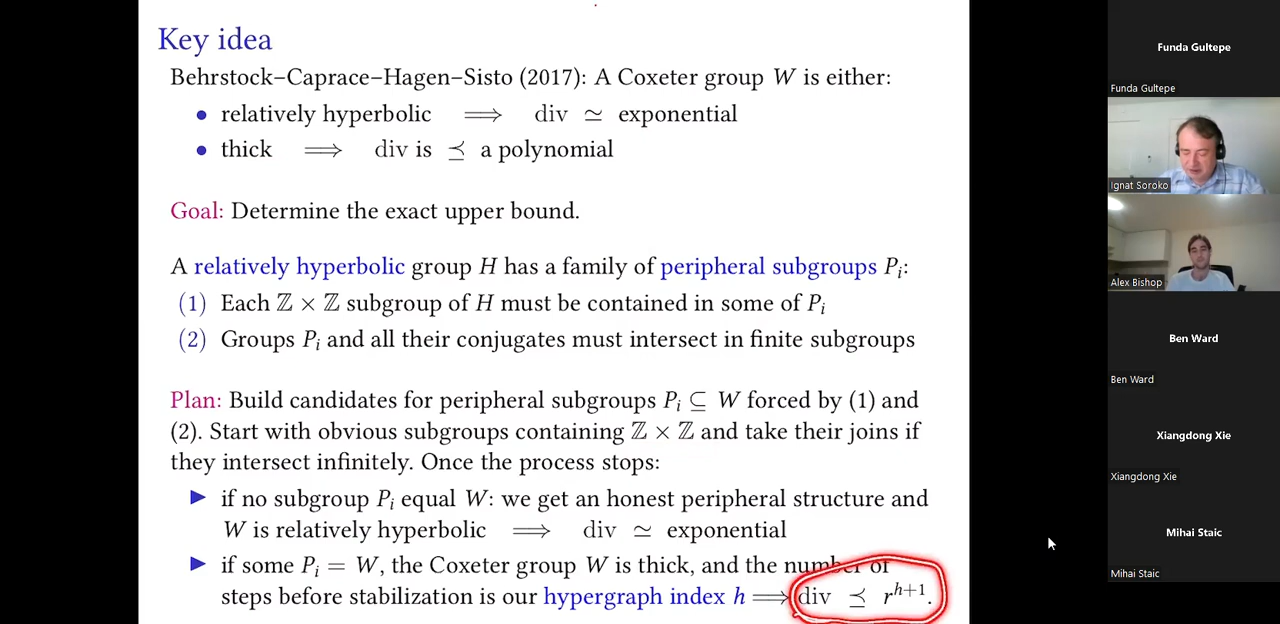 Key idea
Behrstock–Caprace–Hagen–Sisto (2017): A Coxeter group W is either:
• relatively hyperbolic ⟹ div ≃ exponential
• thick ⟹ div is ⪯ a polynomial
Goal: Determine the exact upper bound.
A relatively hyperbolic group H has a family of peripheral subgroups Pᵢ:
(1) Each ℤ × ℤ subgroup of H must be contained in some of Pᵢ
(2) Groups Pᵢ and all their conjugates must intersect in finite subgroups
Plan: Build candidates for peripheral subgroups Pᵢ ⊆ W forced by (1) and
(2). Start with obvious subgroups containing ℤ × ℤ and take their joins if
they intersect infinitely. Once the process stops:
▶ if no subgroup Pᵢ equal W: we get an honest peripheral structure and
W is relatively hyperbolic ⟹ div ≃ exponential
▶ if some Pᵢ = W, the Coxeter group W is thick, and the number of
steps before stabilization is our hypergraph index h ⟹ div ⪯ rʰ⁺¹.
Funda Gultepe
Funda Gultepe
Ignat Soroko
Alex Bishop
Ben Ward
Ben Ward
Xiangdong Xie
Xiangdong Xie
Mihai Staic
Mihai Staic